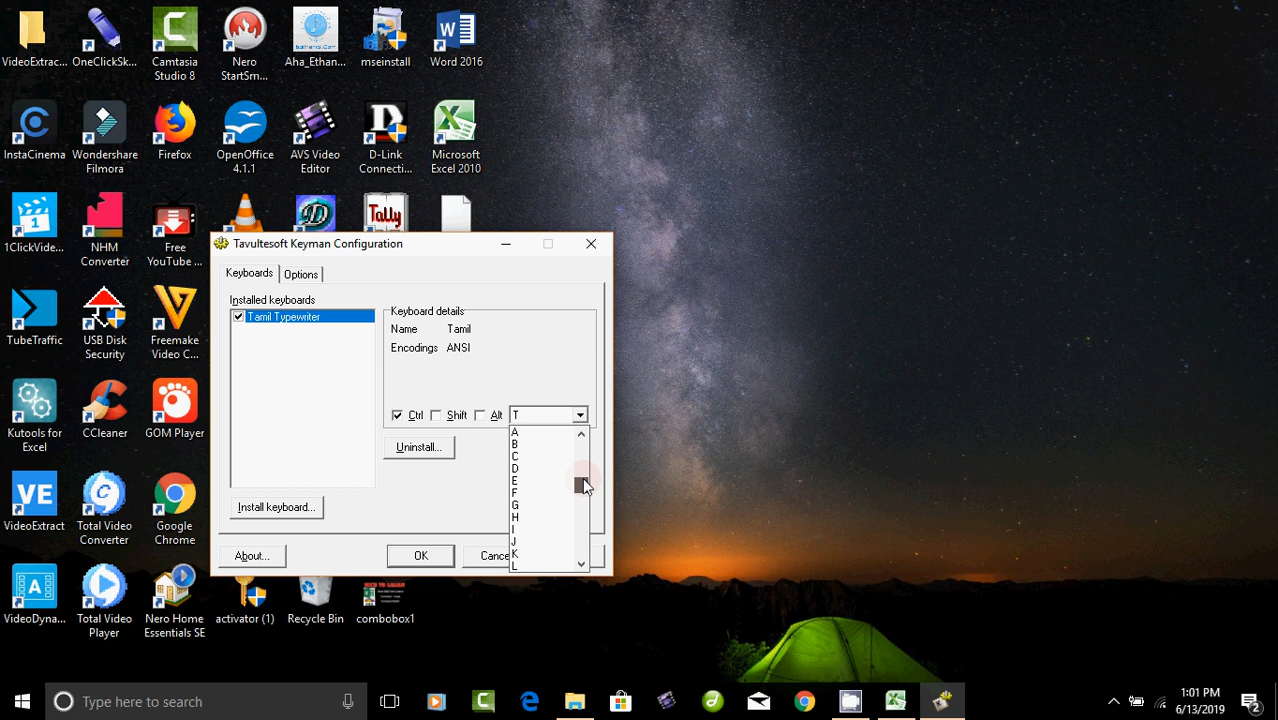 VideoExtrac...
OneClickSk...
Camtasia
Studio 8
Nero
StartSm...
Aha_Ethan...
mseinstall
Word 2016
InstaCinema
Wondershare
Filmora
Firefox
OpenOffice
4.1.1
AVS Video
Editor
D-Link
Connecti...
Microsoft
Excel 2010
Tally
1ClickVide...
NHM
Converter
Free
YouTube ...
TubeTraffic
USB Disk
Security
Freemake
Video C...
Kutools for
Excel
CCleaner
GOM Player
VE
VideoExtract
Total Video
Converter
Google
Chrome
VideoDyna...
Total Video
Player
Nero Home
Essentials SE
activator (1)
Recycle Bin
combobox1
Tavultesoft Keyman Configuration
Keyboards
Options
Installed keyboards
Tamil Typewriter
Keyboard details
Name Tamil
Encodings ANSI
Ctrl Shift Alt T
A
B
C
D
E
F
G
H
I
J
K
L
Uninstall...
Install keyboard...
About...
OK
Cance
Type here to search
1:01 PM
6/13/2019
2